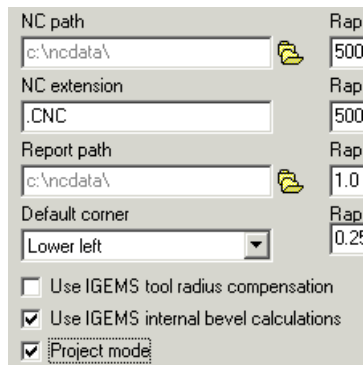 NC path
Rap
c:\ncdata\
500
NC extension
.CNC
500
Report path
Rap
c:\ncdata\
1.0
Default corner
Rap
Lower left
0.25
Use IGEMS tool radius compensation
Use IGEMS internal bevel calculations
Project mode